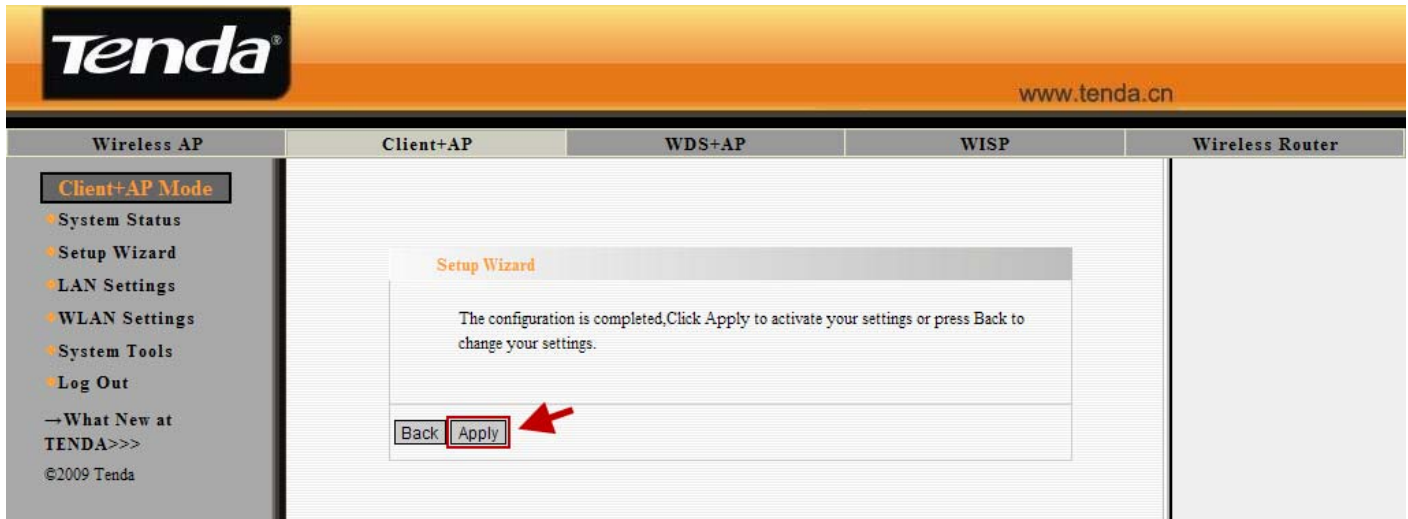 Tenda®
www.tenda.cn
Wireless AP
Client+AP
WDS+AP
WISP
Wireless Router
Client+AP Mode
System Status
Setup Wizard
LAN Settings
WLAN Settings
System Tools
Log Out
→What New at
TENDA>>>
©2009 Tenda
Setup Wizard
The configuration is completed,Click Apply to activate your settings or press Back to
change your settings.
Back Apply